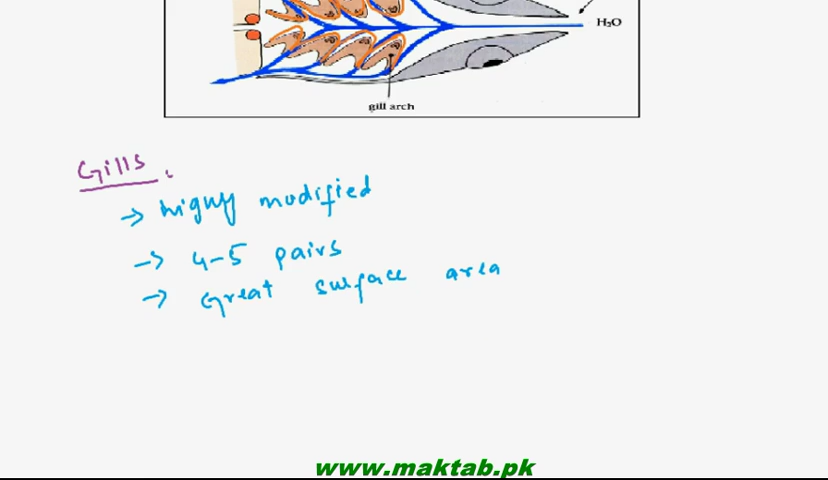 H₂O
gill arch
Gills.
→ highly modified
→ 4-5 pairs
→ Great surface area
www.maktab.pk